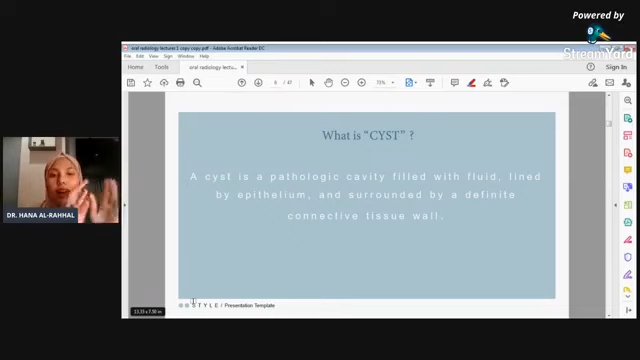 Powered by
StreamYard
oral radiology lecture1 copy copy.pdf - Adobe Acrobat Reader DC
File Edit View Sign Window Help
Home Tools oral radiology lectu... × Sign In
6 / 47 73%
What is “CYST” ?
A cyst is a pathologic cavity filled with fluid, lined
by epithelium, and surrounded by a definite
connective tissue wall.
DR. HANA AL-RAHHAL
STYLE / Presentation Template
13.33 x 7.50 in